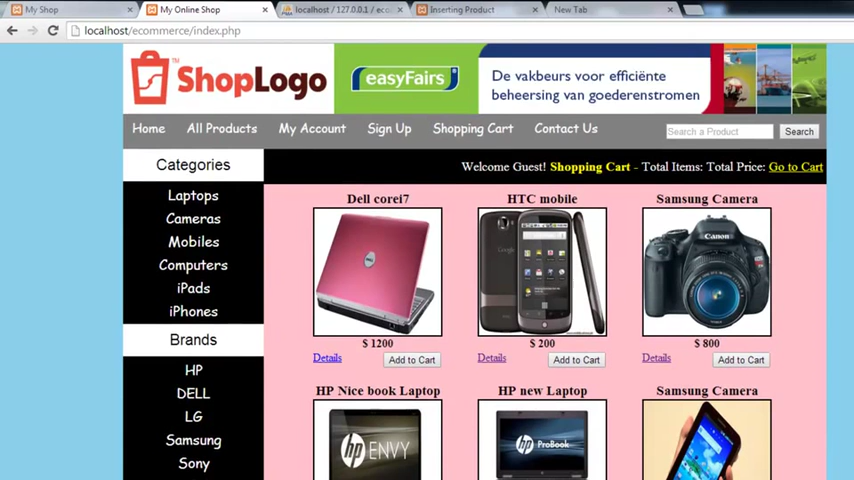 My Shop
My Online Shop
localhost / 127.0.0.1 / eco
Inserting Product
New Tab
localhost/ecommerce/index.php
ShopLogo™
easyFairs
De vakbeurs voor efficiënte
beheersing van goederenstromen
Home All Products My Account Sign Up Shopping Cart Contact Us Search a Product Search
Categories
Welcome Guest! Shopping Cart - Total Items: Total Price: Go to Cart
Laptops
Cameras
Mobiles
Computers
iPads
iPhones
Brands
HP
DELL
LG
Samsung
Sony
Dell corei7 HTC mobile Samsung Camera
Google
Canon
$ 1200 $ 200 $ 800
Details Add to Cart Details Add to Cart Details Add to Cart
HP Nice book Laptop HP new Laptop Samsung Camera
hp ENVY
hp ProBook